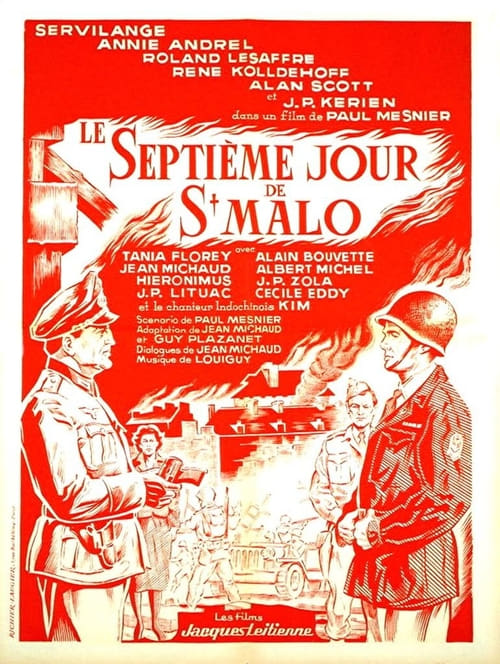 SERVILANGE
ANNIE ANDREL
ROLAND LESAFFRE
RENE KOLLDEHOFF
ALAN SCOTT
et
J.P. KERIEN
dans un film de PAUL MESNIER
LE
SEPTIÈME JOUR
DE
St MALO
avec
TANIA FLOREY ALAIN BOUVETTE
JEAN MICHAUD ALBERT MICHEL
HIERONIMUS J.P. ZOLA
J.P. LITUAC CECILE EDDY
et le chanteur Indochinois KIM
Scenario de PAUL MESNIER
Adaptation de JEAN MICHAUD
et GUY PLAZANET
Dialogues de JEAN MICHAUD
Musique de LOUIGUY
Les Films
Jacques Leitienne
RICHIER-LAUGIER